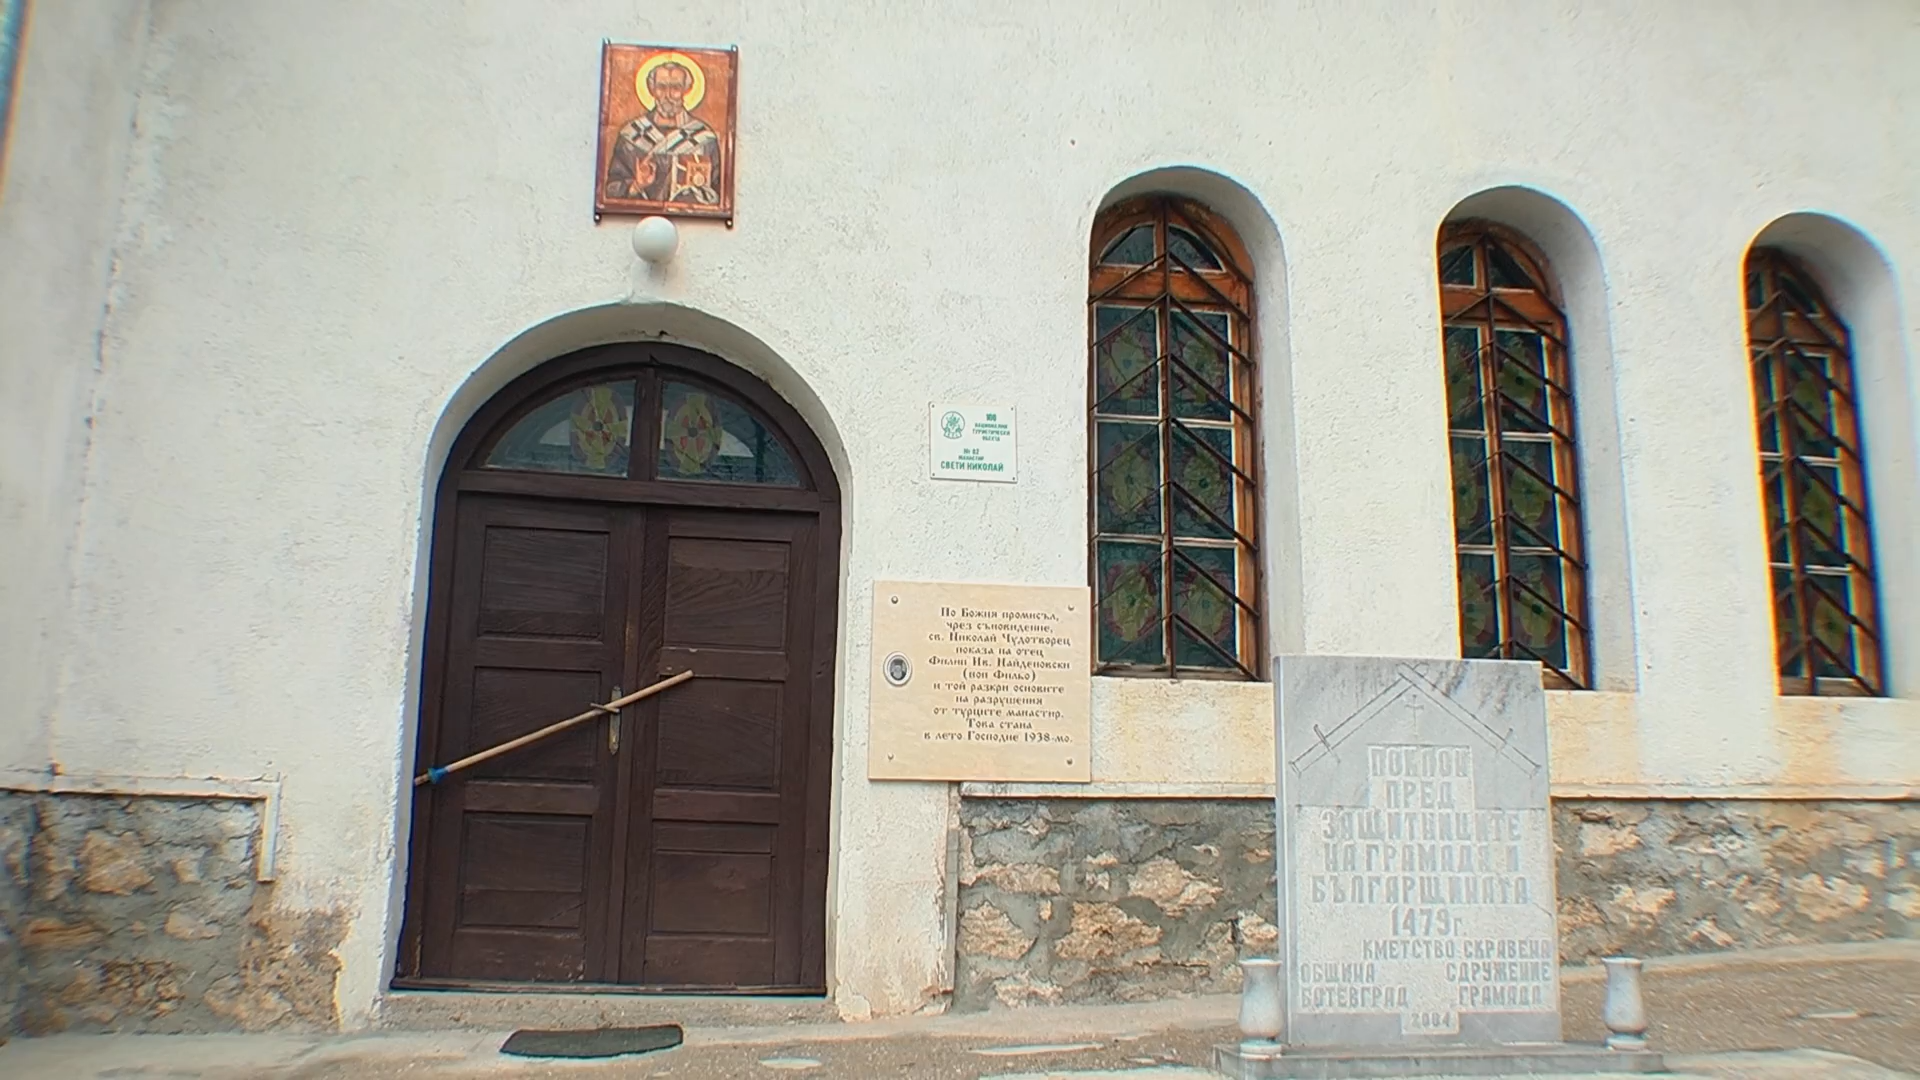 100
НАЦИОНАЛНИ
ТУРИСТИЧЕСКИ
ОБЕКТА
№ 62
МАНАСТИР
СВЕТИ НИКОЛАЙ
По Божия промисъл,
чрез съновидение,
св. Николай Чудотворец
показа на отец
Филип Ив. Найденовски
(поп Филько)
и той разкри основите
на разрушения
от турците манастир.
Това стана
в лето Господне 1938-мо.
ПОКЛОН
ПРЕД
ЗАЩИТНИЦИТЕ
НА ГРАМАДА И
БЪЛГАРЩИНАТА
1479г.
КМЕТСТВО СКРАВЕНА
ОБЩИНА СДРУЖЕНИЕ
БОТЕВГРАД ГРАМАДА
2004